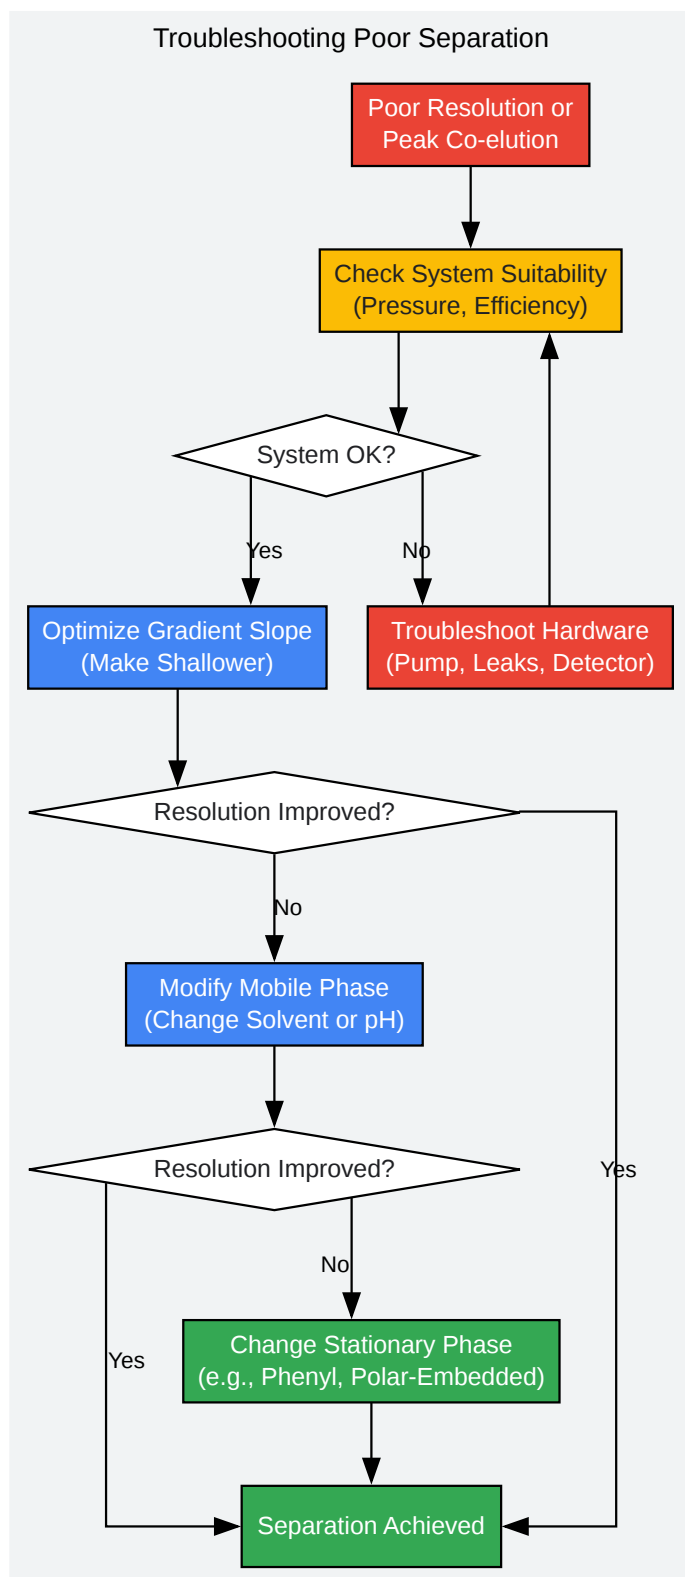 Troubleshooting Poor Separation
Poor Resolution or
Peak Co-elution
Check System Suitability
(Pressure, Efficiency)
System OK?
Yes
No
Optimize Gradient Slope
(Make Shallower)
Troubleshoot Hardware
(Pump, Leaks, Detector)
Resolution Improved?
No
Modify Mobile Phase
(Change Solvent or pH)
Resolution Improved?
Yes
No
Change Stationary Phase
(e.g., Phenyl, Polar-Embedded)
Yes
Separation Achieved